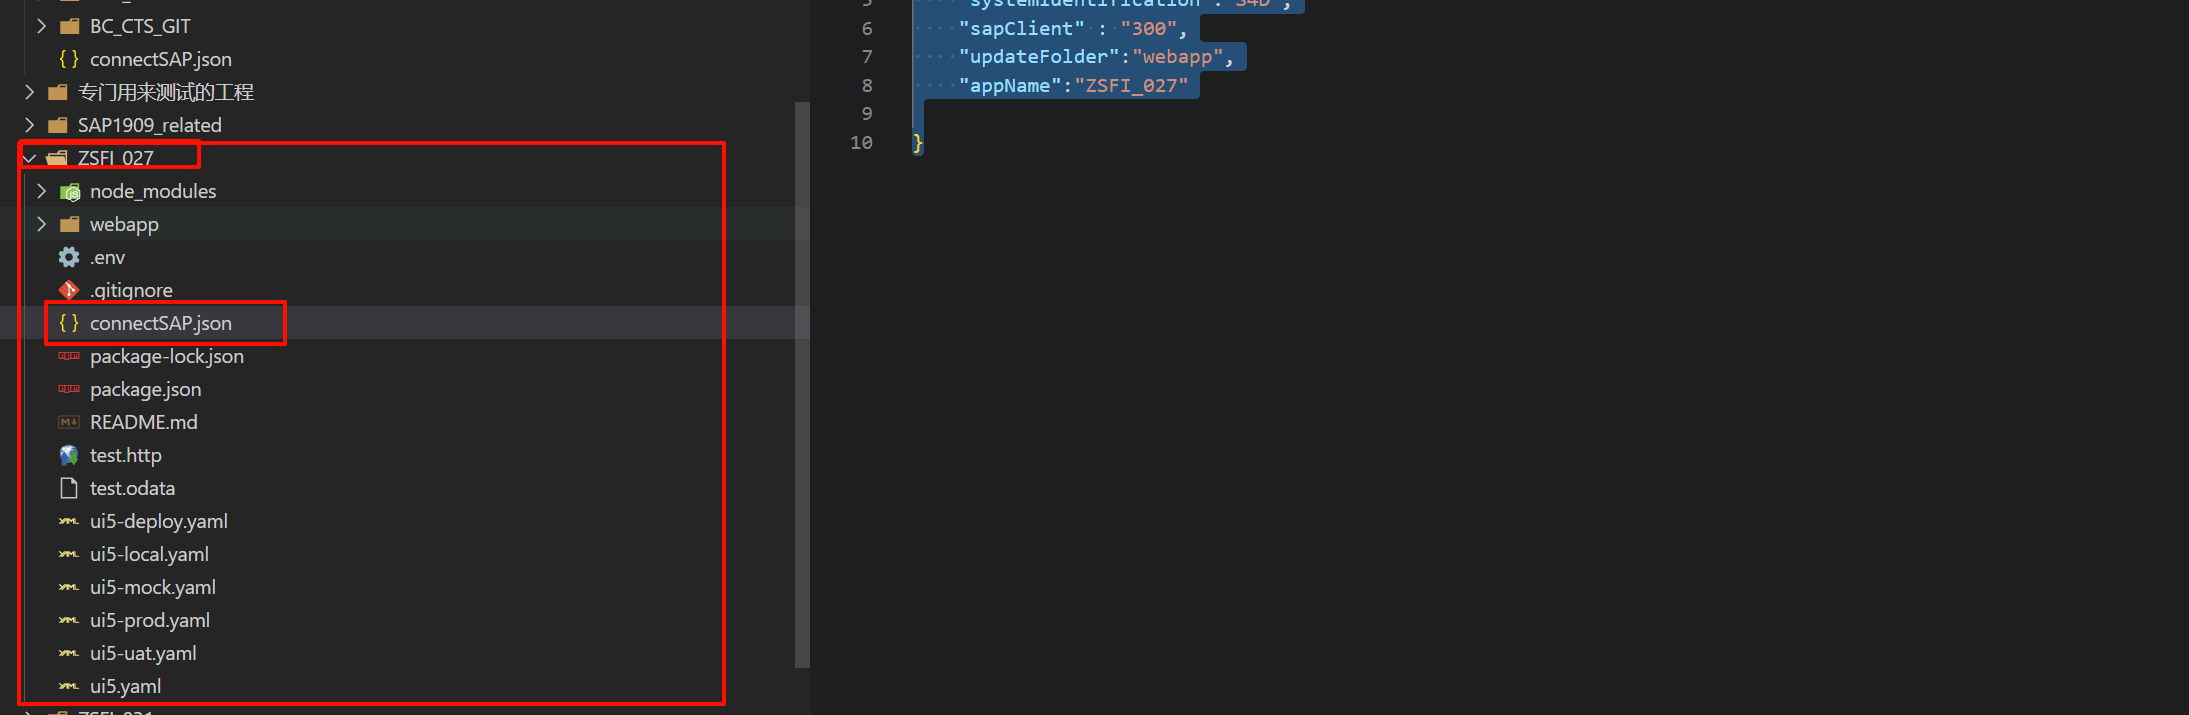 BC_CTS_GIT
connectSAP.json
专门用来测试的工程
SAP1909_related
ZSFI_027
node_modules
webapp
.env
.gitignore
connectSAP.json
package-lock.json
package.json
README.md
test.http
test.odata
ui5-deploy.yaml
ui5-local.yaml
ui5-mock.yaml
ui5-prod.yaml
ui5-uat.yaml
ui5.yaml
ZSFI_031
5 "systemIdentification":"S4D",
6 "sapClient" : "300",
7 "updateFolder":"webapp",
8 "appName":"ZSFI_027"
9
10 }